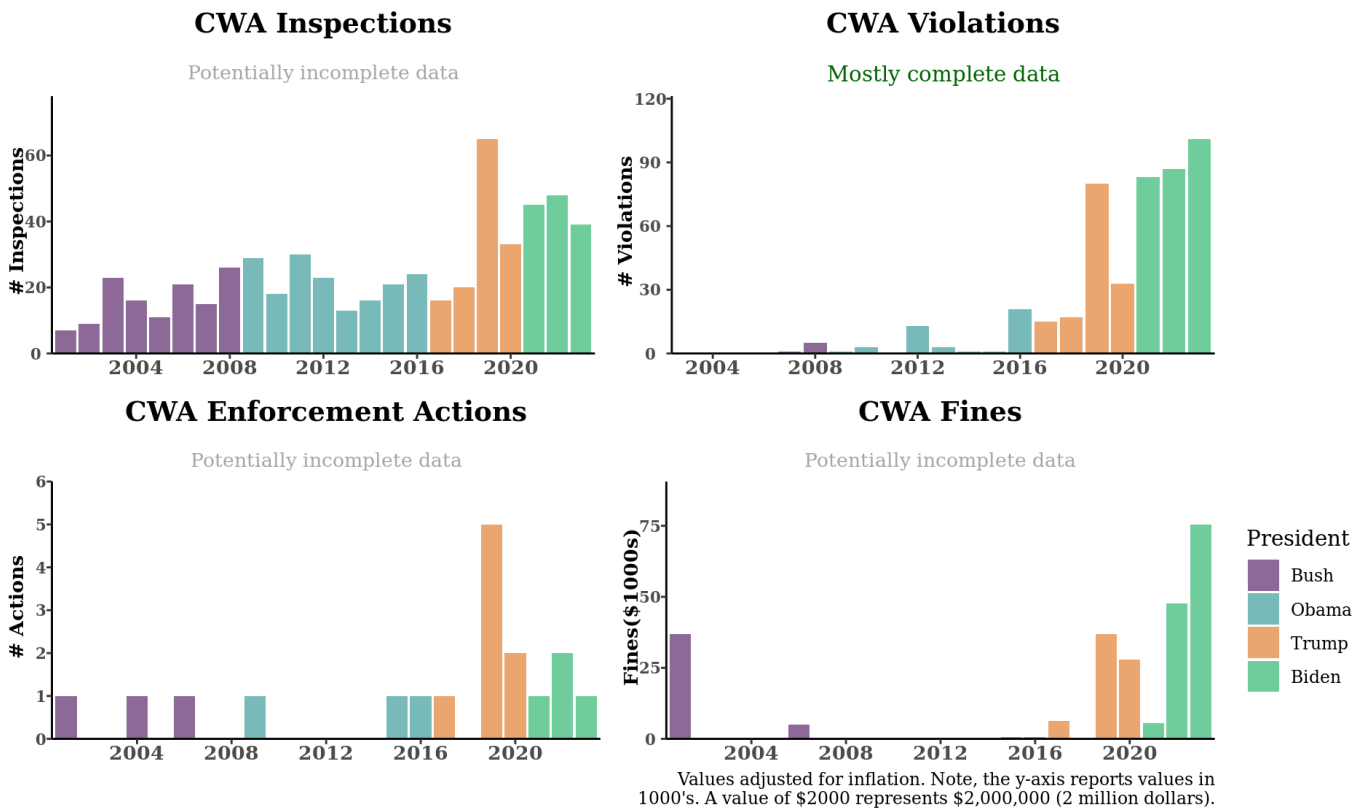 CWA Inspections
Potentially incomplete data
# Inspections
60
40
20
0
2004 2008 2012 2016 2020
CWA Violations
Mostly complete data
# Violations
120
90
60
30
0
2004 2008 2012 2016 2020
CWA Enforcement Actions
Potentially incomplete data
# Actions
6
5
4
3
2
1
0
2004 2008 2012 2016 2020
CWA Fines
Potentially incomplete data
Fines($1000s)
75
50
25
0
2004 2008 2012 2016 2020
President
Bush
Obama
Trump
Biden
Values adjusted for inflation. Note, the y-axis reports values in
1000's. A value of $2000 represents $2,000,000 (2 million dollars).